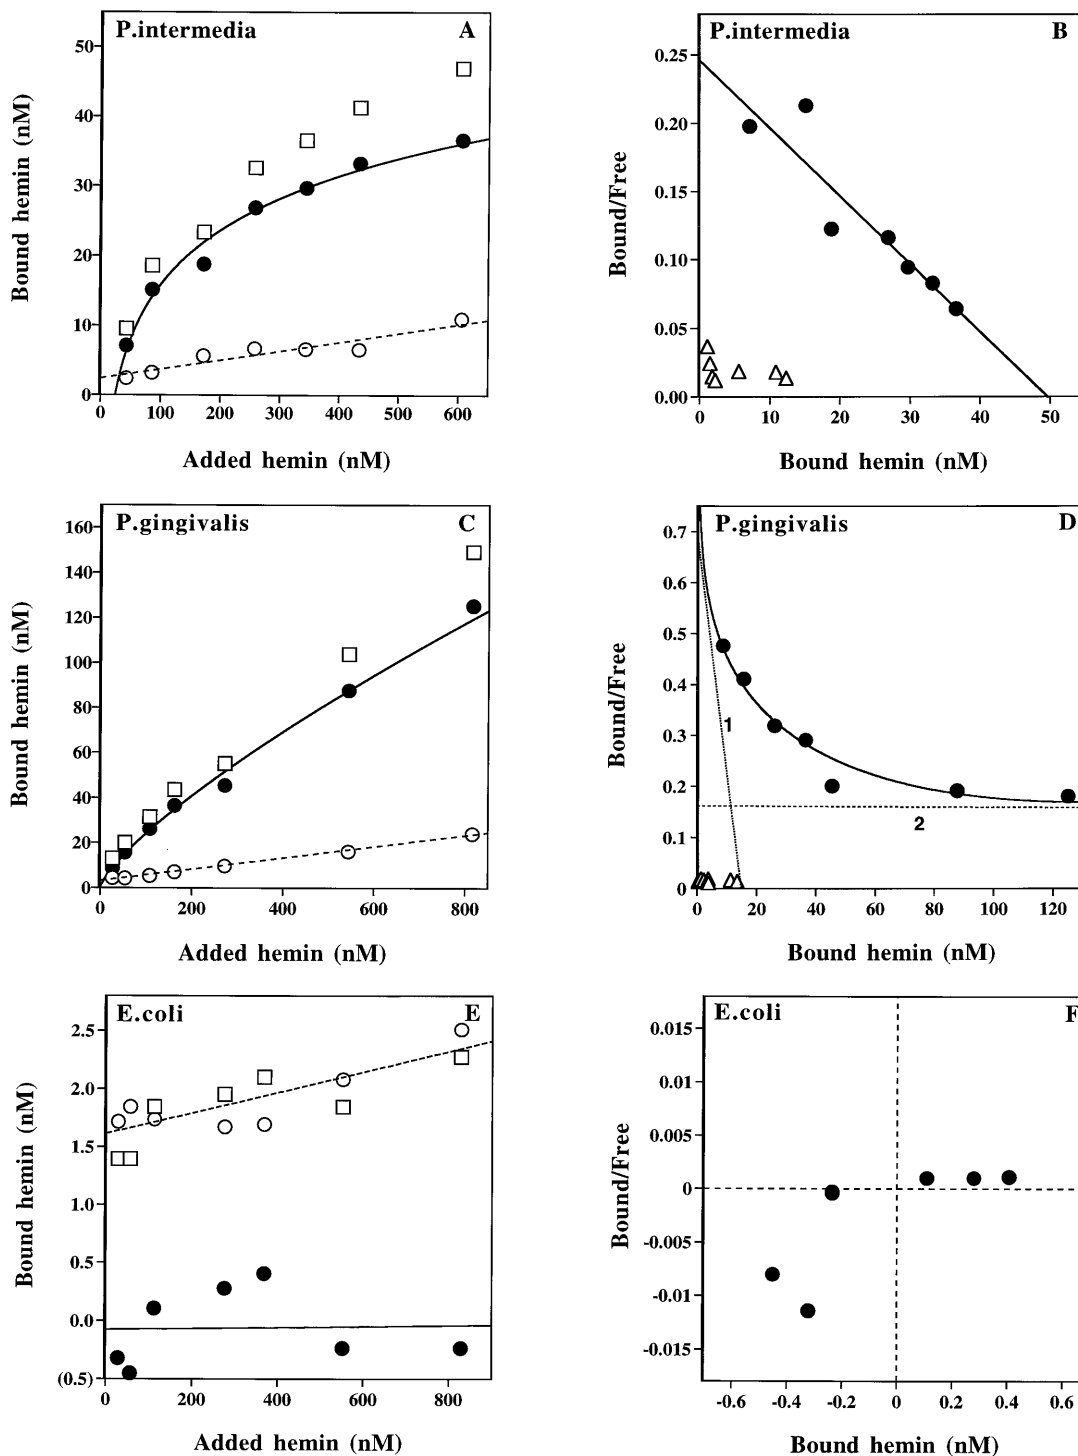 P.intermedia A
50
40
30
20
10
0
0 100 200 300 400 500 600
Bound hemin (nM)
Added hemin (nM)
P.intermedia B
0.25
0.20
0.15
0.10
0.05
0.00
0 10 20 30 40 50
Bound/Free
Bound hemin (nM)
P.gingivalis C
160
140
120
100
80
60
40
20
0
0 200 400 600 800
Bound hemin (nM)
Added hemin (nM)
P.gingivalis D
0.7
0.6
0.5
0.4
0.3
0.2
0.1
0
0 20 40 60 80 100 120
1
2
Bound/Free
Bound hemin (nM)
E.coli E
2.5
2.0
1.5
1.0
0.5
0.0
(0.5)
0 200 400 600 800
Bound hemin (nM)
Added hemin (nM)
E.coli F
0.015
0.01
0.005
0
-0.005
-0.01
-0.015
-0.6 -0.4 -0.2 0 0.2 0.4 0.6
Bound/Free
Bound hemin (nM)